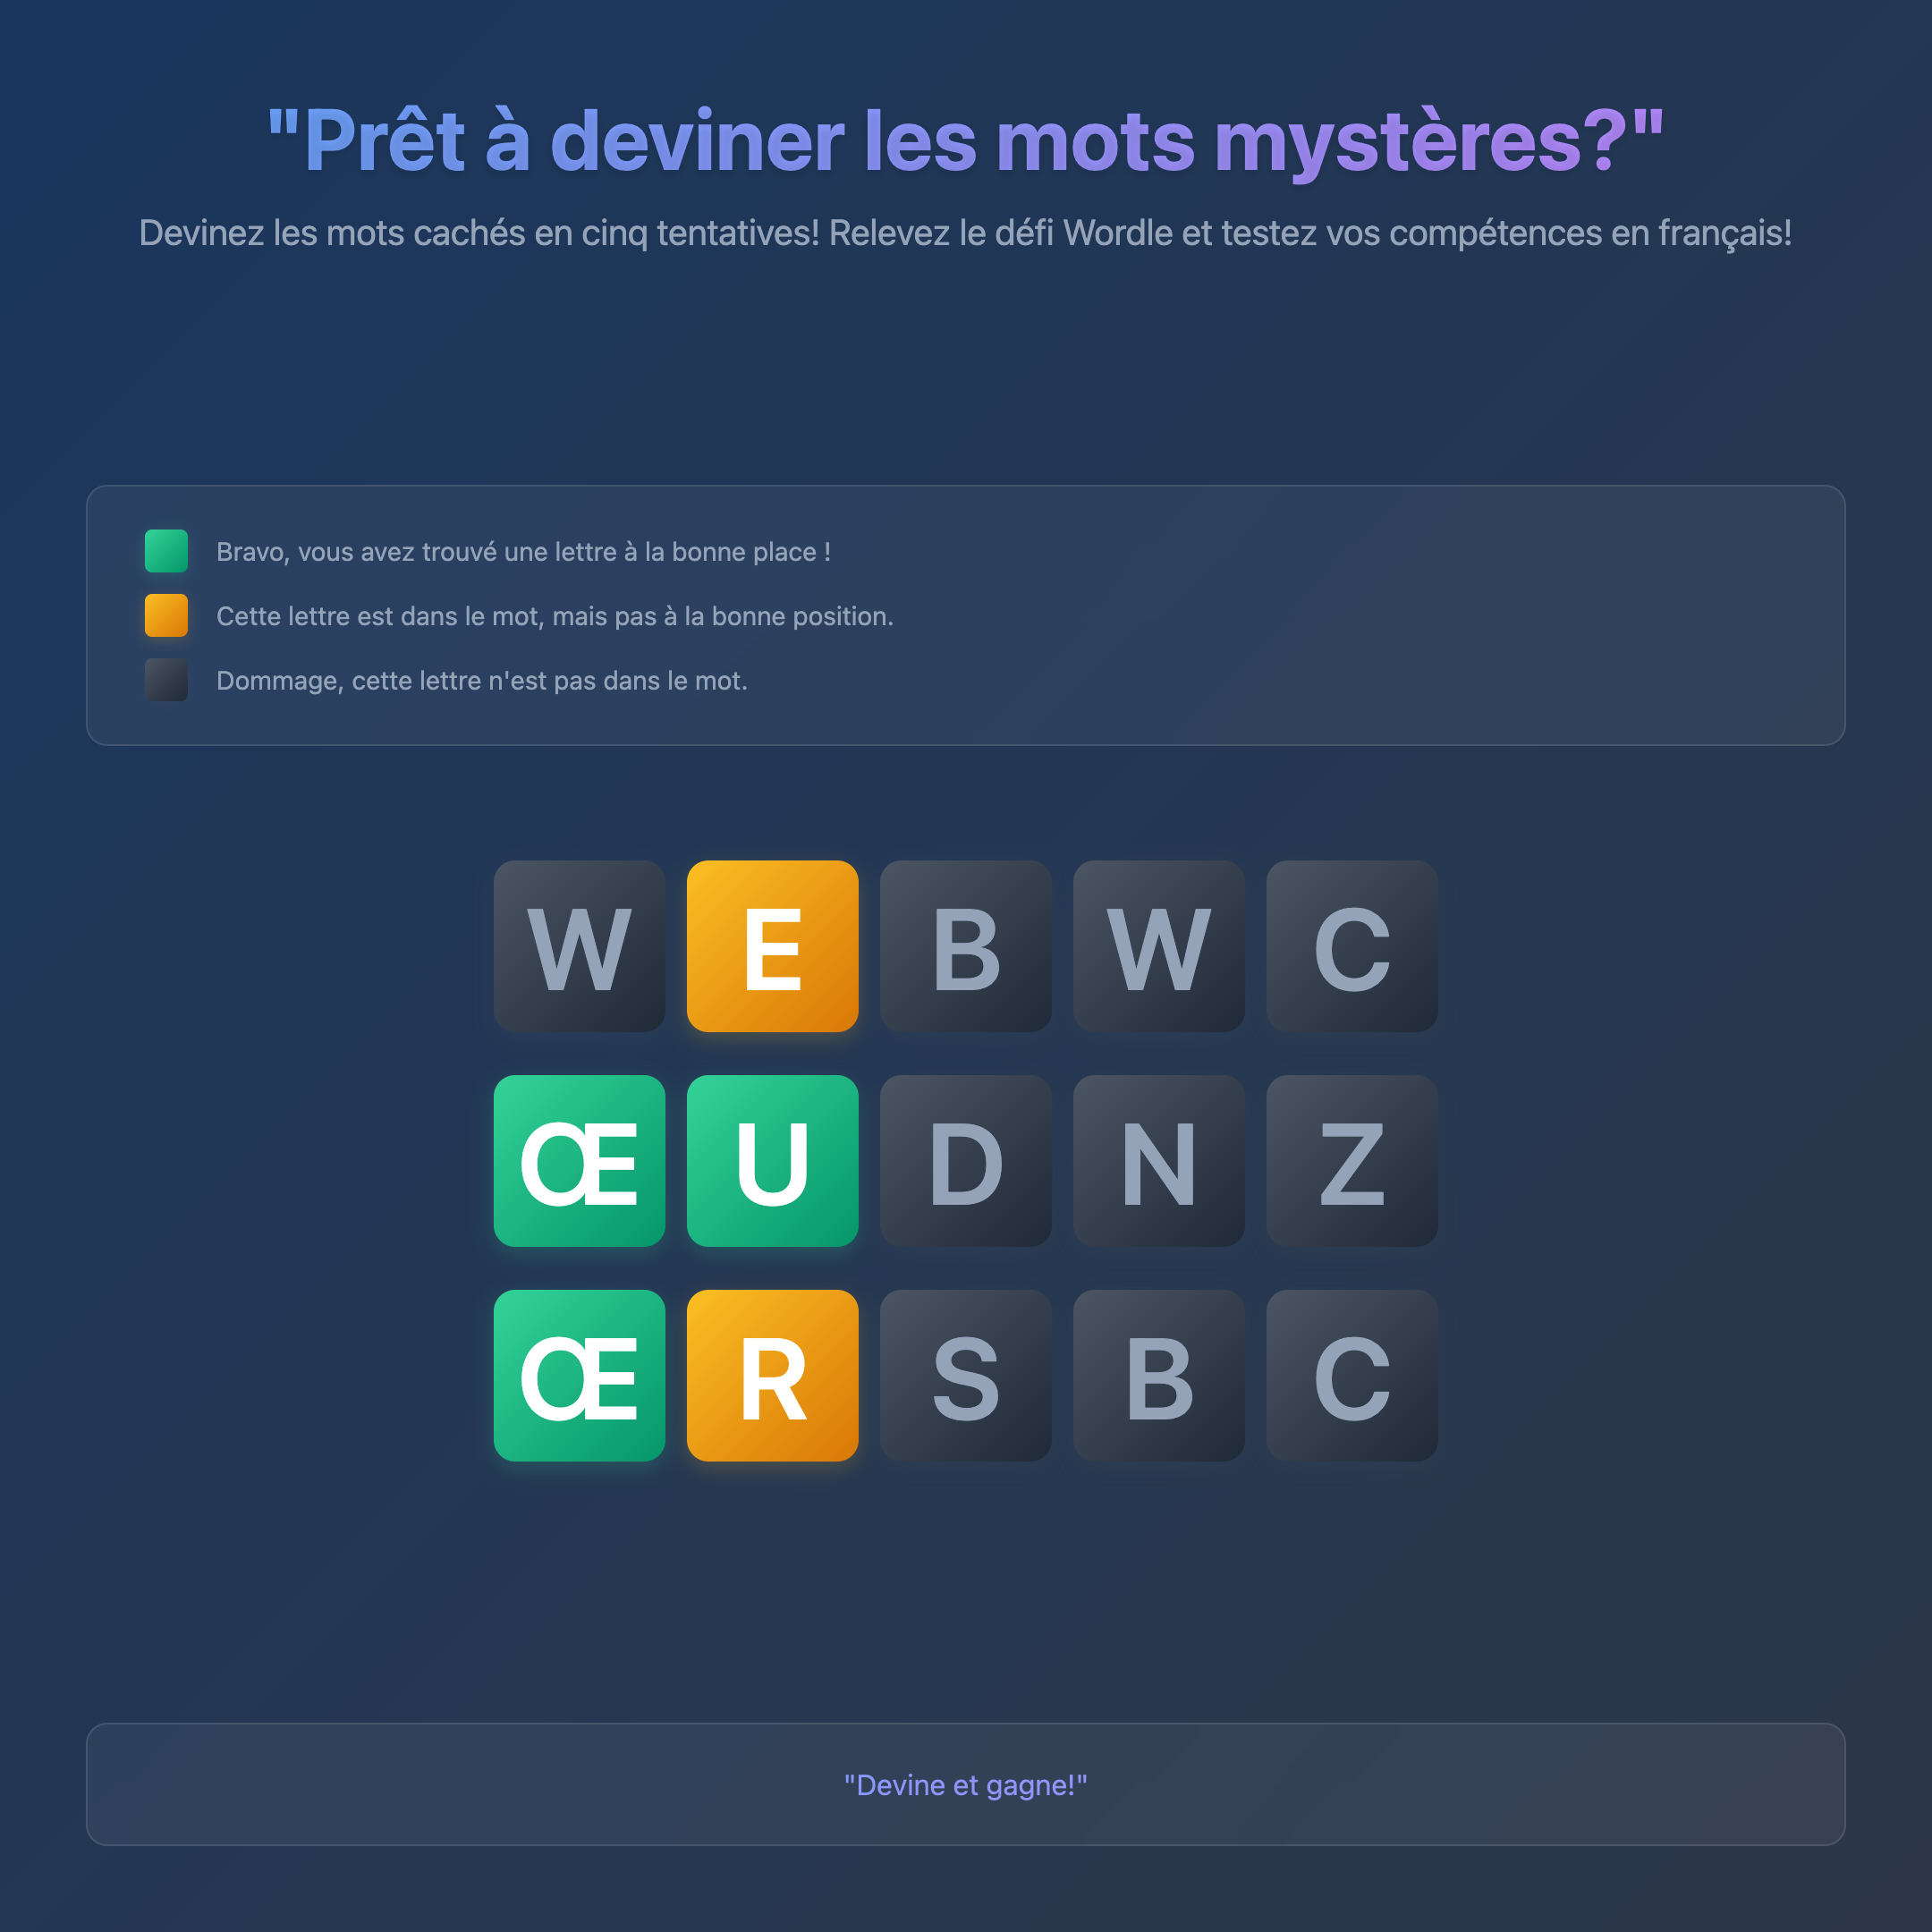 "Prêt à deviner les mots mystères?"
Devinez les mots cachés en cinq tentatives! Relevez le défi Wordle et testez vos compétences en français!
Bravo, vous avez trouvé une lettre à la bonne place !
Cette lettre est dans le mot, mais pas à la bonne position.
Dommage, cette lettre n'est pas dans le mot.
W E B W C
Œ U D N Z
Œ R S B C
"Devine et gagne!"